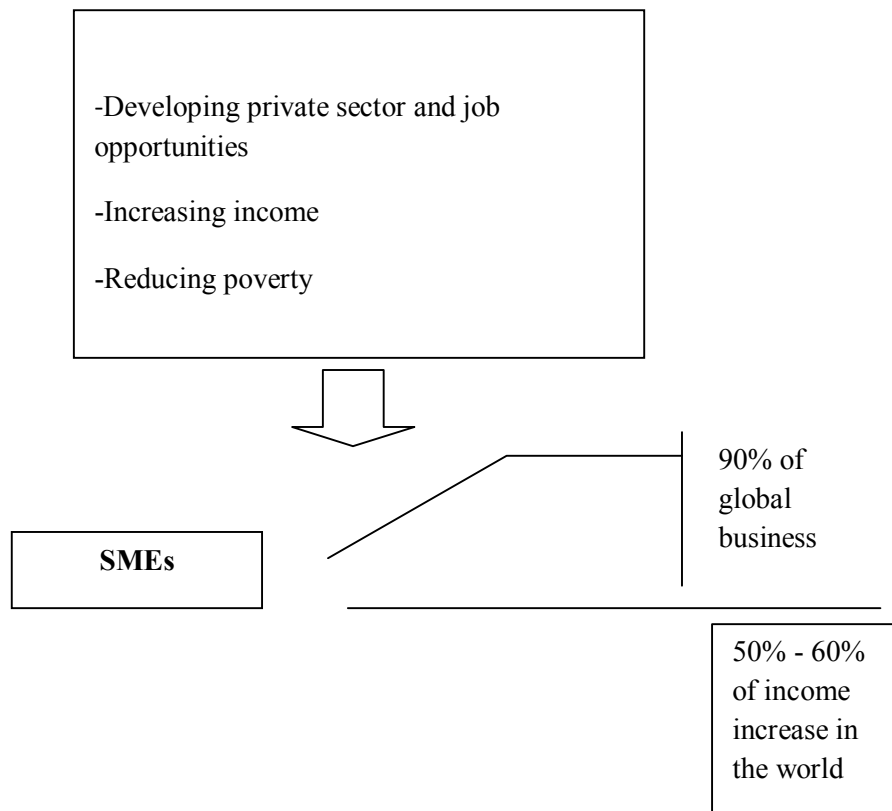 -Developing private sector and job
opportunities
-Increasing income
-Reducing poverty
90% of
global
business
SMEs
50% - 60%
of income
increase in
the world